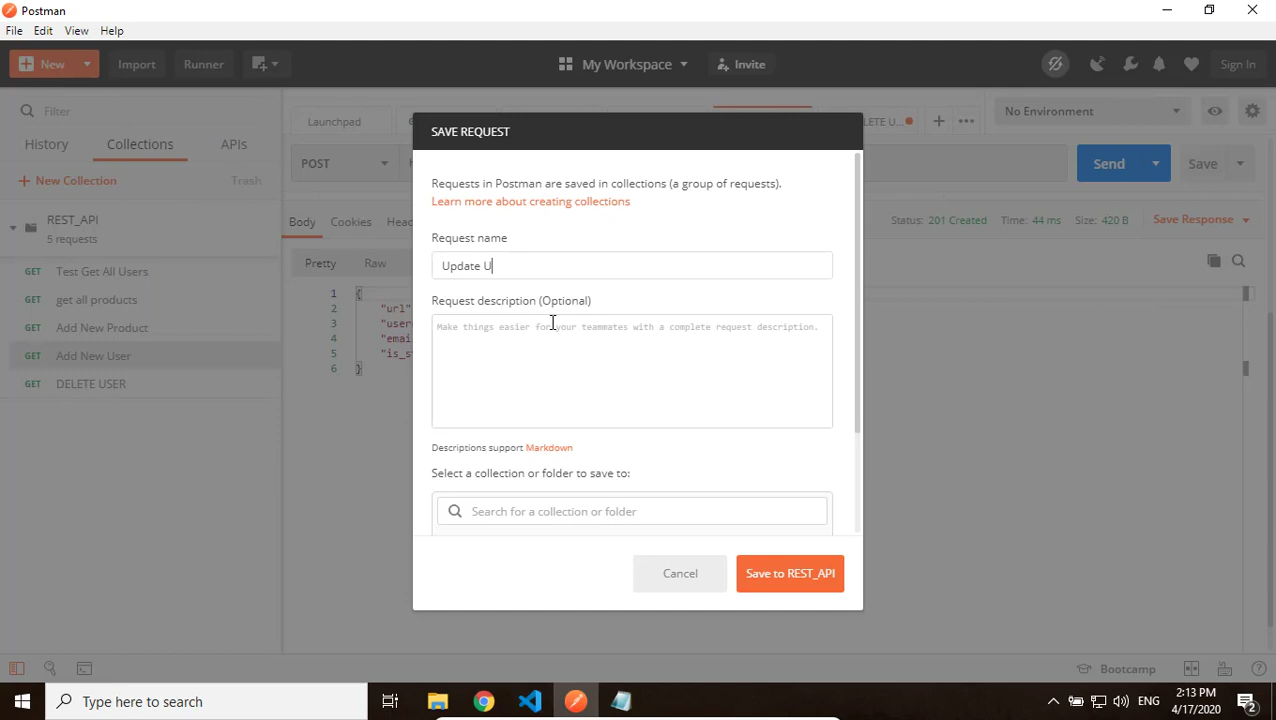 Postman
File Edit View Help
New Import Runner My Workspace Invite Sign In
Filter
History Collections APIs
New Collection Trash
REST_API
5 requests
GET Test Get All Users
GET get all products
GET Add New Product
GET Add New User
GET DELETE USER
Launchpad
No Environment
POST
Send Save
Body Cookies
Status: 201 Created Time: 44 ms Size: 420 B Save Response
Pretty Raw
1 {
2 "url"
3 "user
4 "emai
5 "is_s
6 }
SAVE REQUEST
Requests in Postman are saved in collections (a group of requests).
Learn more about creating collections
Request name
Update U
Request description (Optional)
Make things easier for your teammates with a complete request description.
Descriptions support Markdown
Select a collection or folder to save to:
Search for a collection or folder
Cancel Save to REST_API
Bootcamp
Type here to search
ENG
2:13 PM
4/17/2020
2